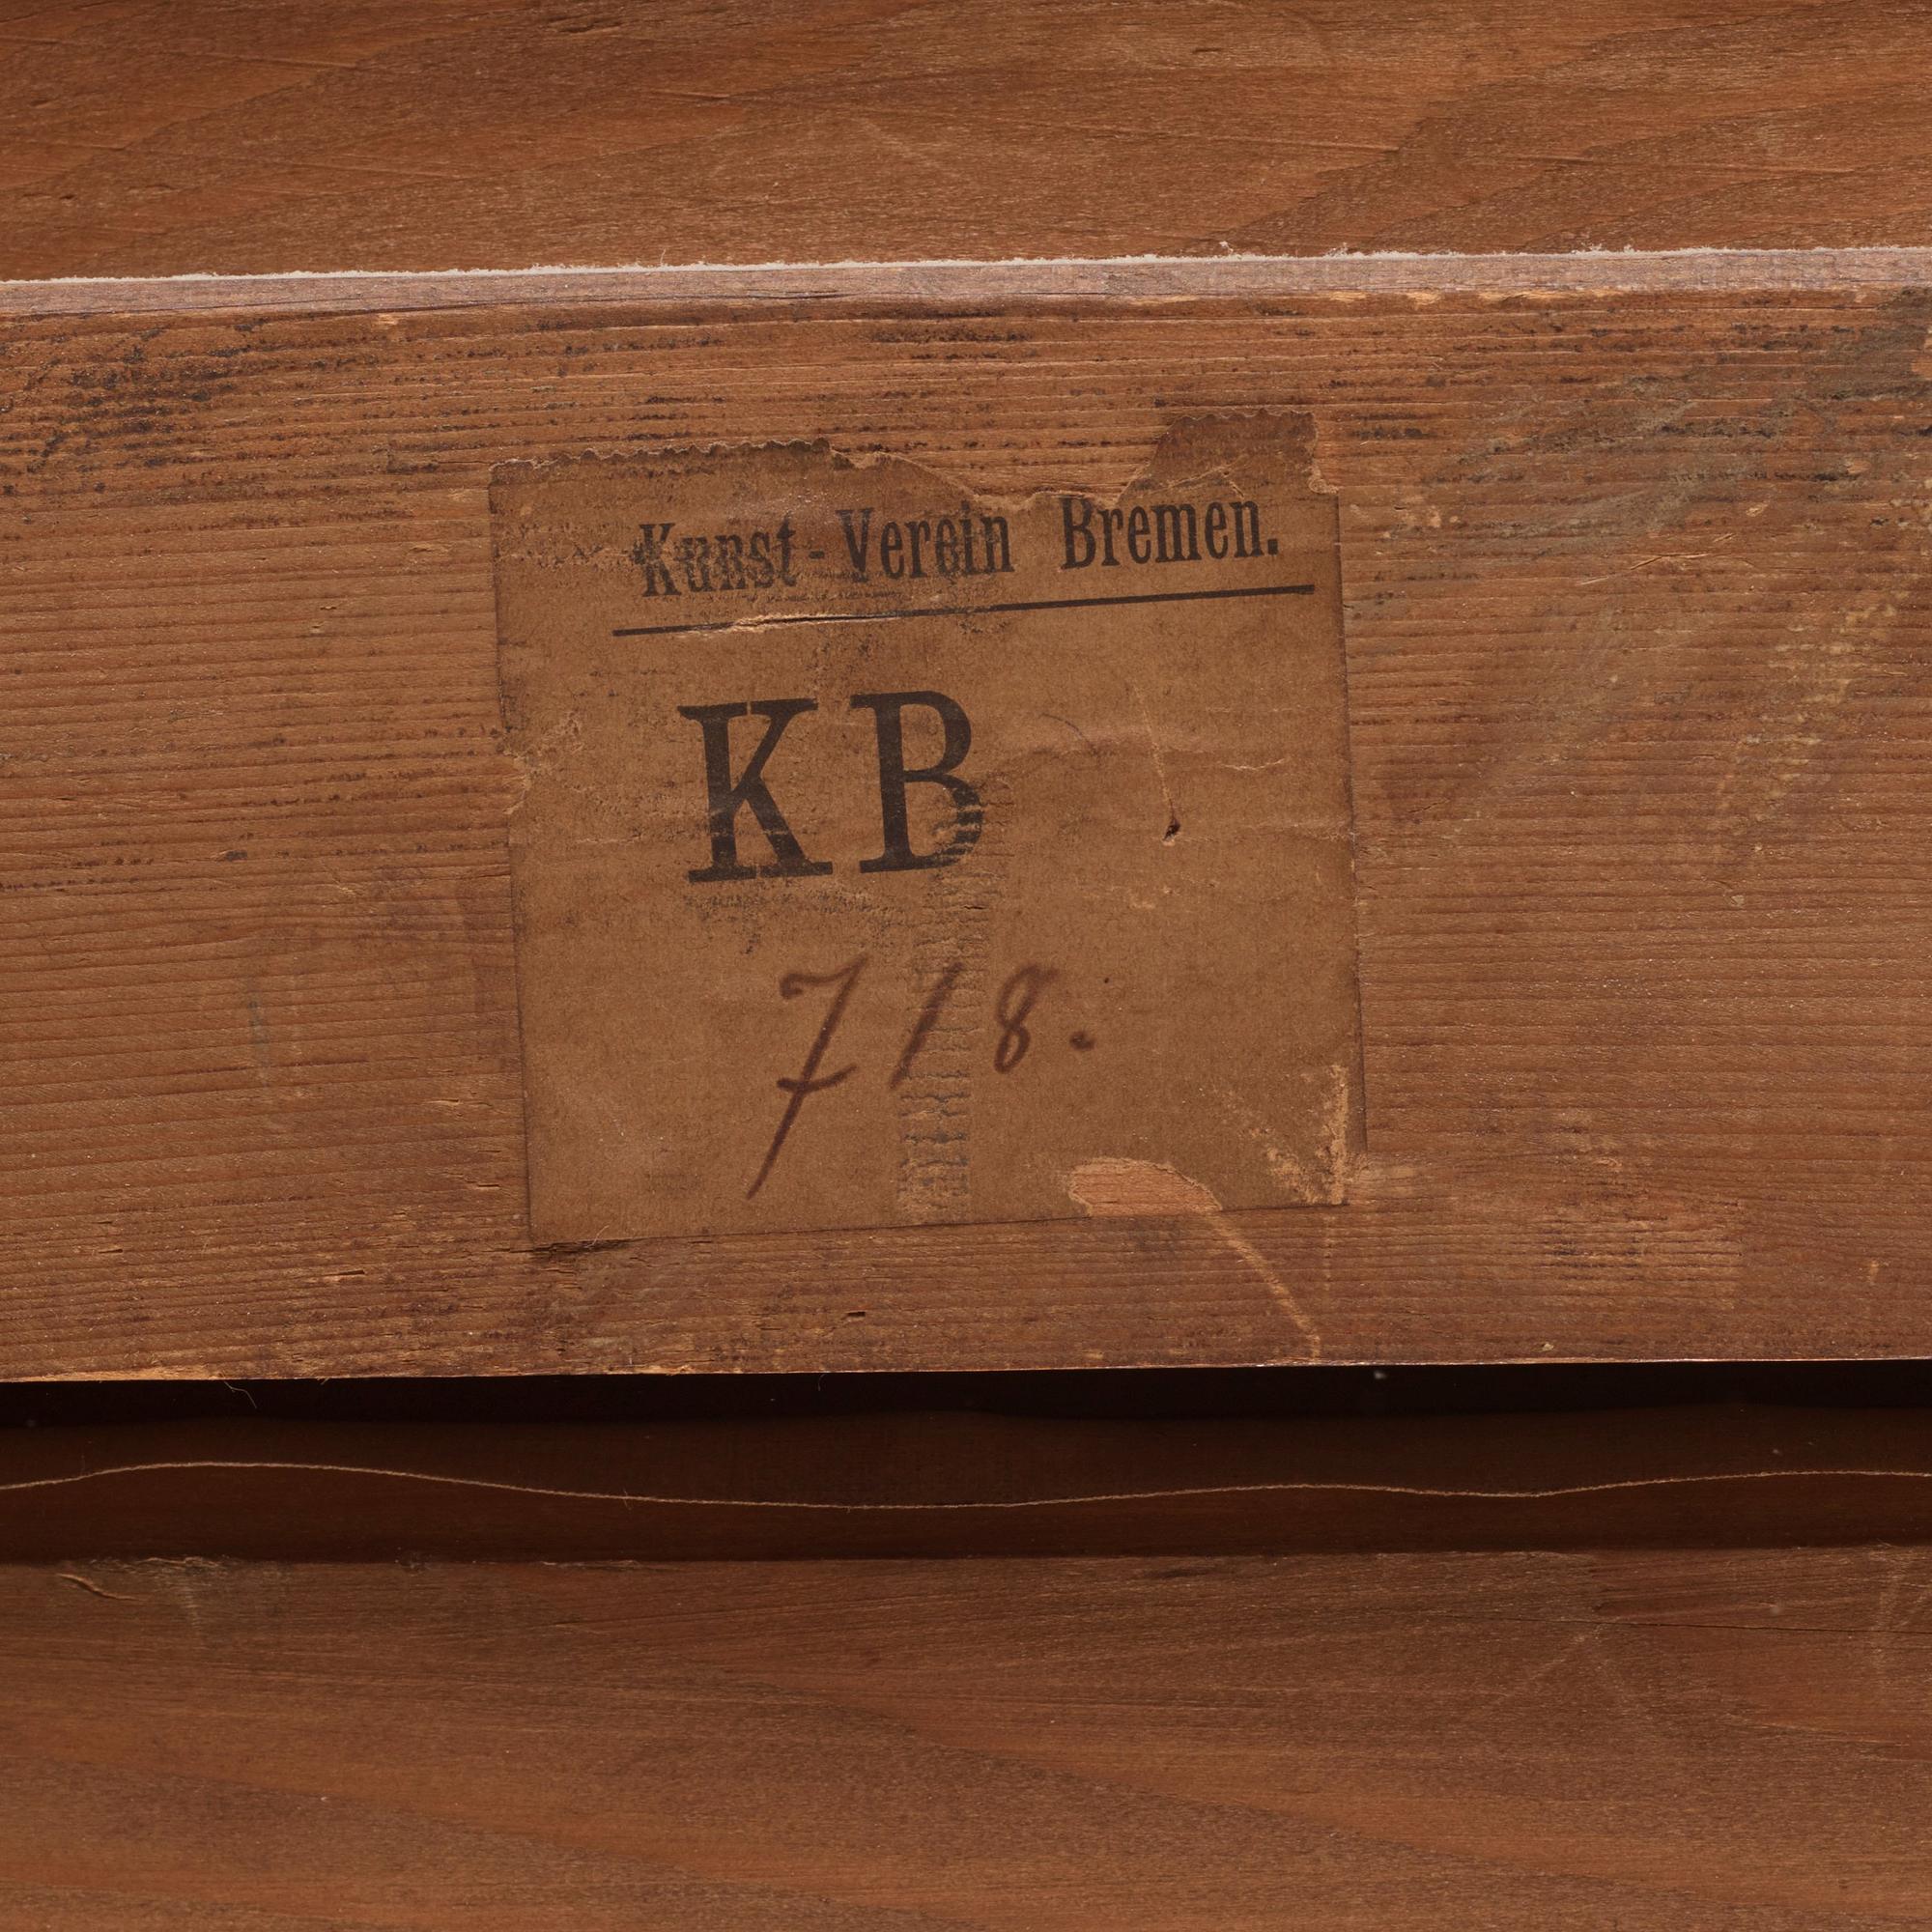 Kunst-Verein Bremen.
KB
718.